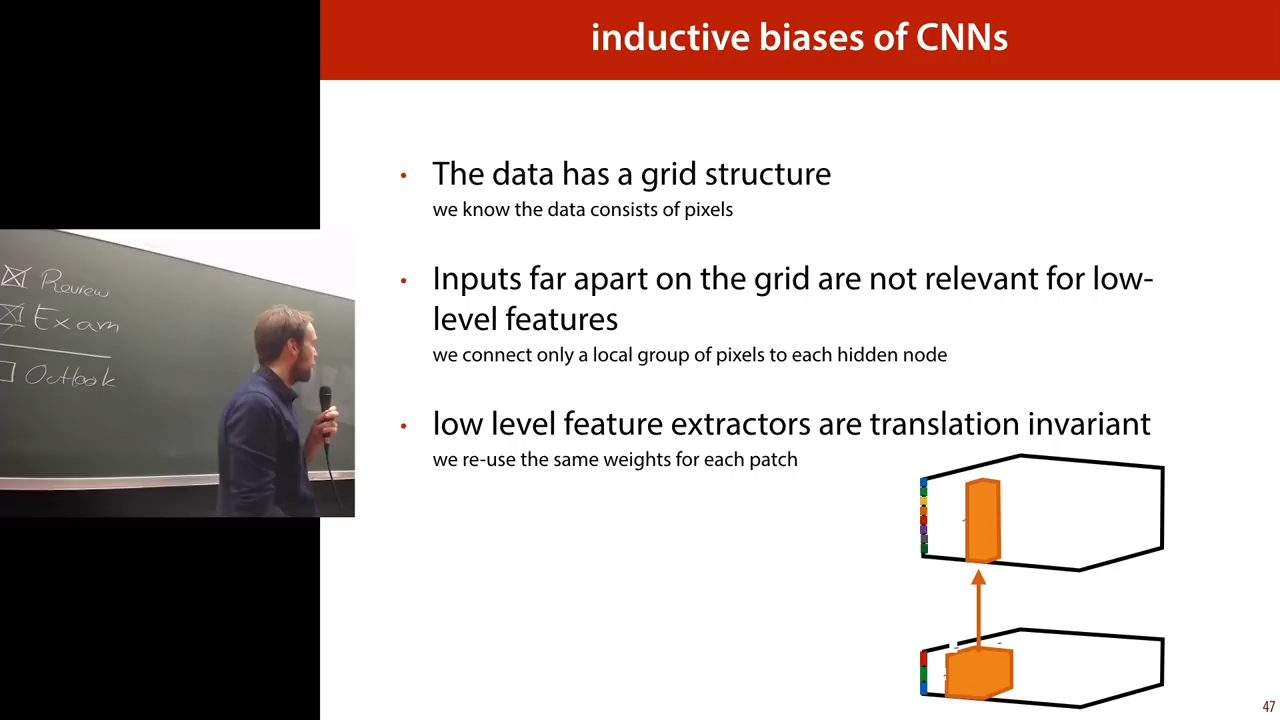 inductive biases of CNNs
• The data has a grid structure
we know the data consists of pixels
• Inputs far apart on the grid are not relevant for low-
level features
we connect only a local group of pixels to each hidden node
• low level feature extractors are translation invariant
we re-use the same weights for each patch
Review
Exam
Outlook
47